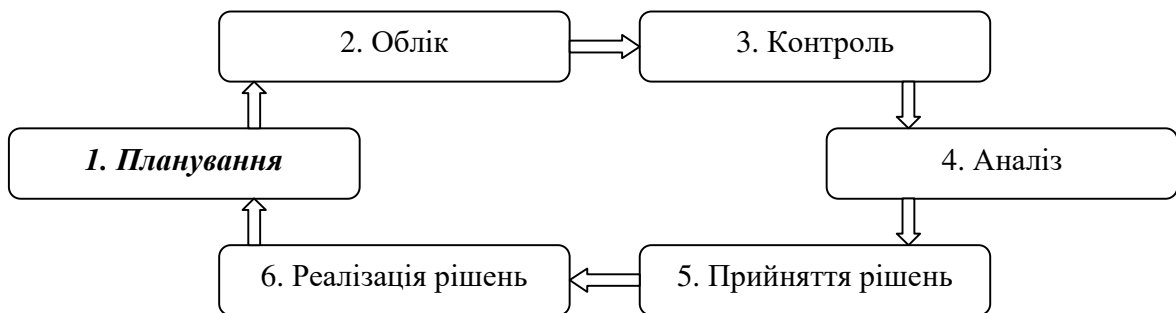 2. Облік
3. Контроль
1. Планування
4. Аналіз
6. Реалізація рішень
5. Прийняття рішень